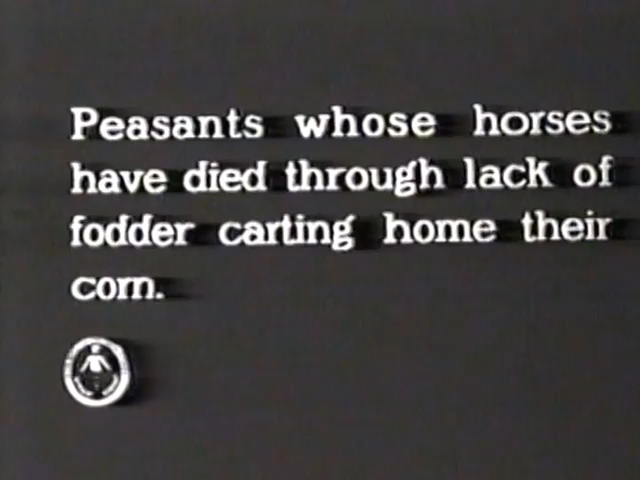 Peasants whose horses
have died through lack of
fodder carting home their
corn.